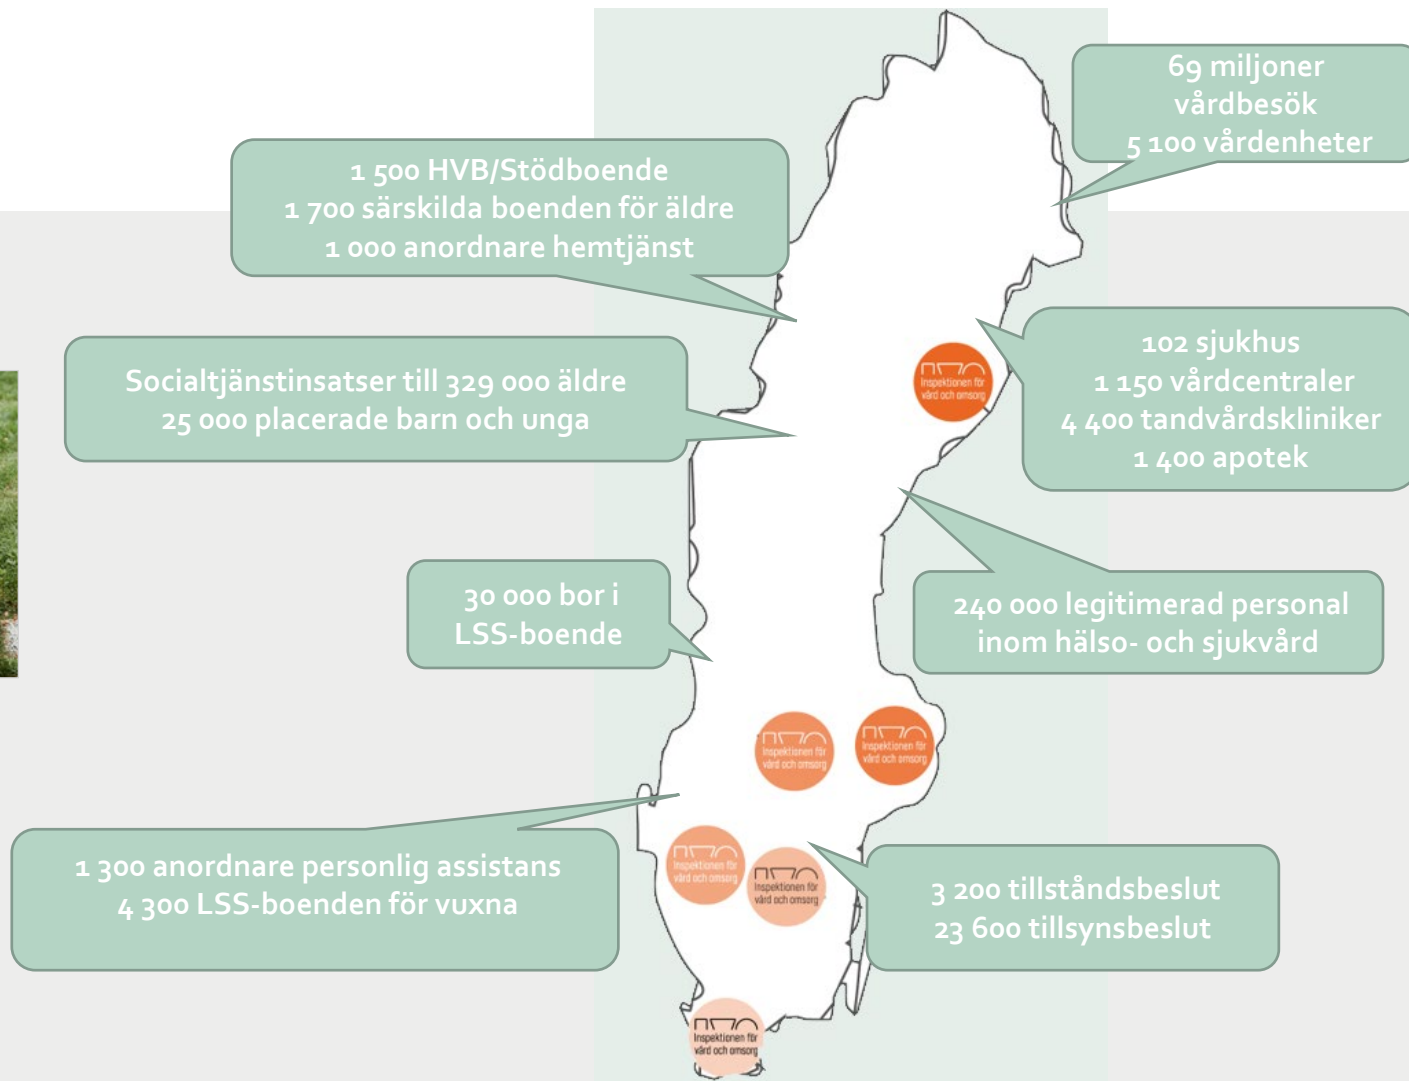 69 miljoner
vårdbesök
5 100 vårdenheter
1 500 HVB/Stödboende
1 700 särskilda boenden för äldre
1 000 anordnare hemtjänst
Socialtjänstinsatser till 329 000 äldre
25 000 placerade barn och unga
102 sjukhus
1 150 vårdcentraler
4 400 tandvårdskliniker
1 400 apotek
Inspektionen för
vård och omsorg
30 000 bor i
LSS-boende
240 000 legitimerad personal
inom hälso- och sjukvård
Inspektionen för
vård och omsorg
Inspektionen för
vård och omsorg
1 300 anordnare personlig assistans
4 300 LSS-boenden för vuxna
Inspektionen för
vård och omsorg
Inspektionen för
vård och omsorg
3 200 tillståndsbeslut
23 600 tillsynsbeslut
Inspektionen för
vård och omsorg